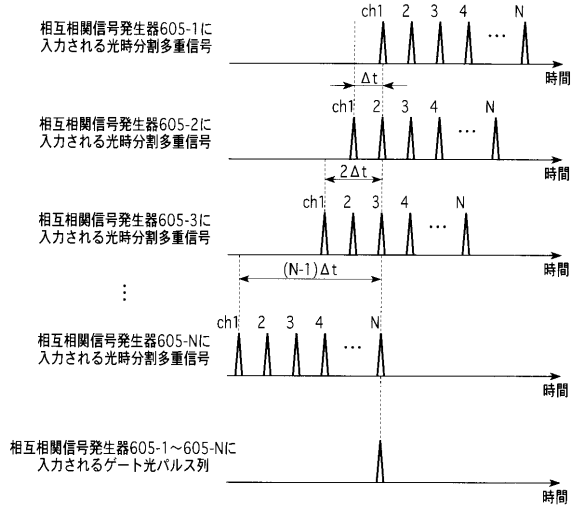 相互相関信号発生器605-1に
入力される光時分割多重信号
ch1 2 3 4 … N
時間
Δt
相互相関信号発生器605-2に
入力される光時分割多重信号
ch1 2 3 4 … N
時間
2Δt
相互相関信号発生器605-3に
入力される光時分割多重信号
ch1 2 3 4 … N
時間
(N-1)Δt
⋮
相互相関信号発生器605-Nに
入力される光時分割多重信号
ch1 2 3 4 … N
時間
相互相関信号発生器605-1～605-Nに
入力されるゲート光パルス列
時間